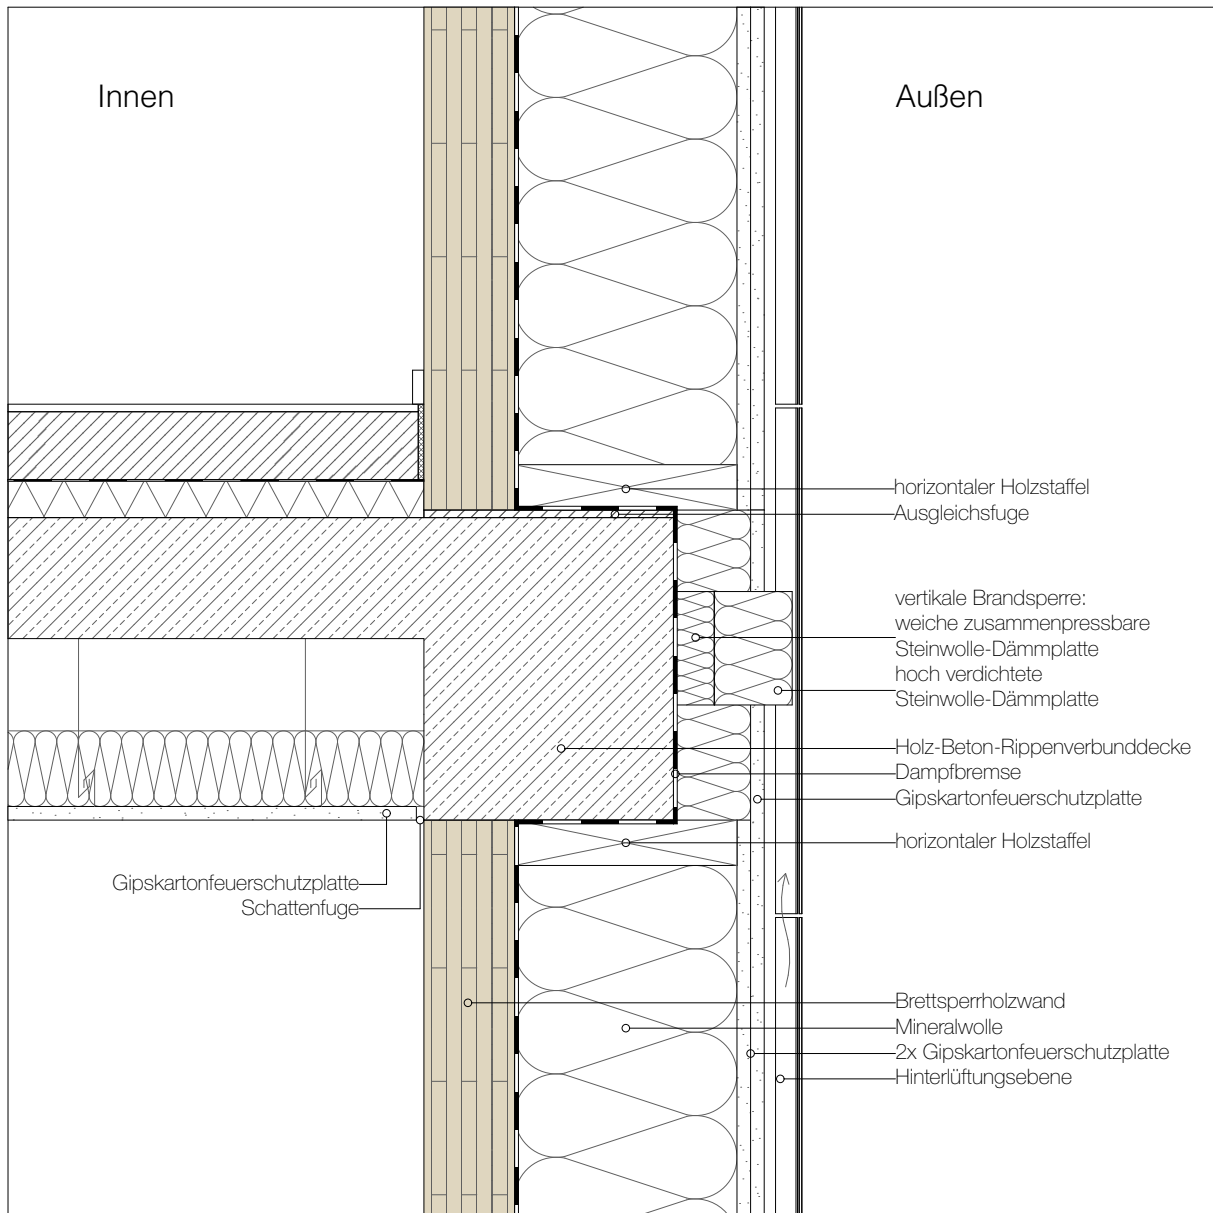 Innen
Außen
horizontaler Holzstaffel
Ausgleichsfuge
vertikale Brandsperre:
weiche zusammenpressbare
Steinwolle-Dämmplatte
hoch verdichtete
Steinwolle-Dämmplatte
Holz-Beton-Rippenverbunddecke
Dampfbremse
Gipskartonfeuerschutzplatte
horizontaler Holzstaffel
Gipskartonfeuerschutzplatte
Schattenfuge
Brettsperrholzwand
Mineralwolle
2x Gipskartonfeuerschutzplatte
Hinterlüftungsebene